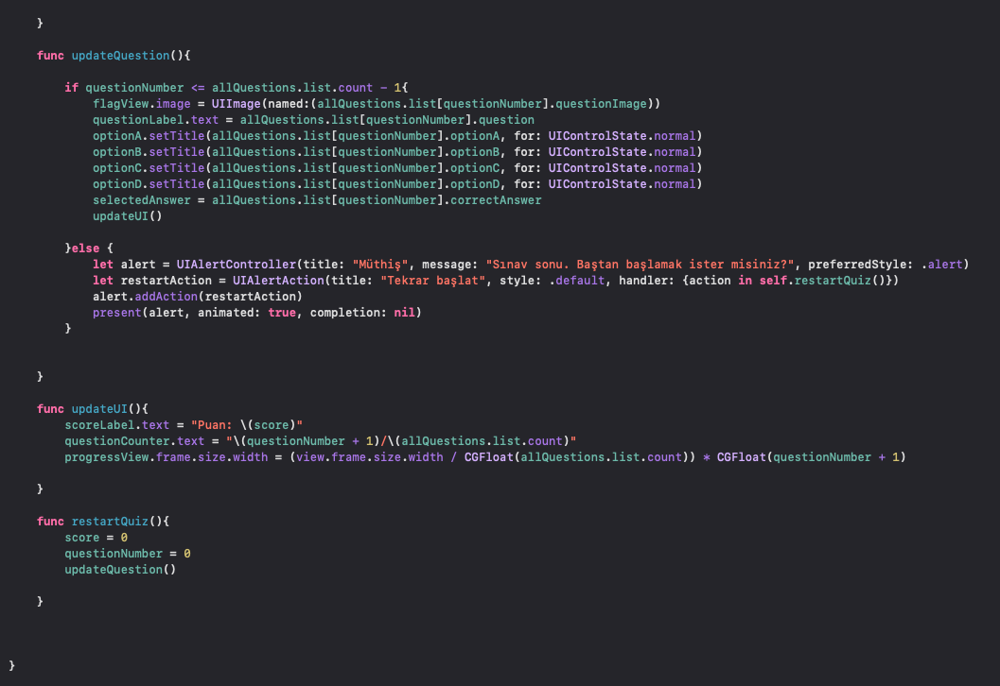 }
func updateQuestion(){
if questionNumber <= allQuestions.list.count - 1{
flagView.image = UIImage(named:(allQuestions.list[questionNumber].questionImage))
questionLabel.text = allQuestions.list[questionNumber].question
optionA.setTitle(allQuestions.list[questionNumber].optionA, for: UIControlState.normal)
optionB.setTitle(allQuestions.list[questionNumber].optionB, for: UIControlState.normal)
optionC.setTitle(allQuestions.list[questionNumber].optionC, for: UIControlState.normal)
optionD.setTitle(allQuestions.list[questionNumber].optionD, for: UIControlState.normal)
selectedAnswer = allQuestions.list[questionNumber].correctAnswer
updateUI()
}else {
let alert = UIAlertController(title: "Müthiş", message: "Sınav sonu. Baştan başlamak ister misiniz?", preferredStyle: .alert)
let restartAction = UIAlertAction(title: "Tekrar başlat", style: .default, handler: {action in self.restartQuiz()})
alert.addAction(restartAction)
present(alert, animated: true, completion: nil)
}
}
func updateUI(){
scoreLabel.text = "Puan: \(score)"
questionCounter.text = "\(questionNumber + 1)/\(allQuestions.list.count)"
progressView.frame.size.width = (view.frame.size.width / CGFloat(allQuestions.list.count)) * CGFloat(questionNumber + 1)
}
func restartQuiz(){
score = 0
questionNumber = 0
updateQuestion()
}
}